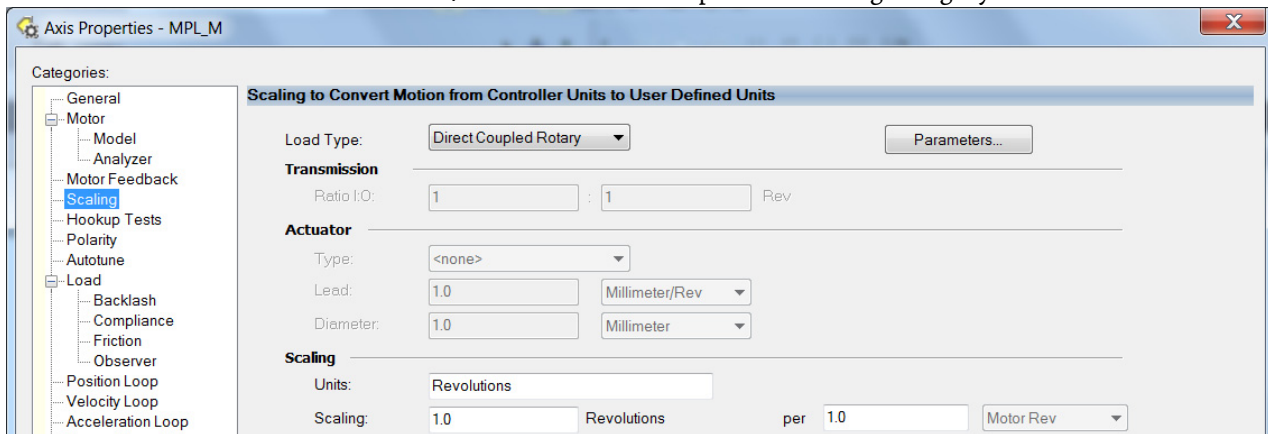 Axis Properties - MPL_M
X
Categories:
General
Motor
Model
Analyzer
Motor Feedback
Scaling
Hookup Tests
Polarity
Autotune
Load
Backlash
Compliance
Friction
Observer
Position Loop
Velocity Loop
Acceleration Loop
Scaling to Convert Motion from Controller Units to User Defined Units
Load Type: Direct Coupled Rotary Parameters...
Transmission
Ratio I:O: 1 : 1 Rev
Actuator
Type: <none>
Lead: 1.0 Millimeter/Rev
Diameter: 1.0 Millimeter
Scaling
Units: Revolutions
Scaling: 1.0 Revolutions per 1.0 Motor Rev